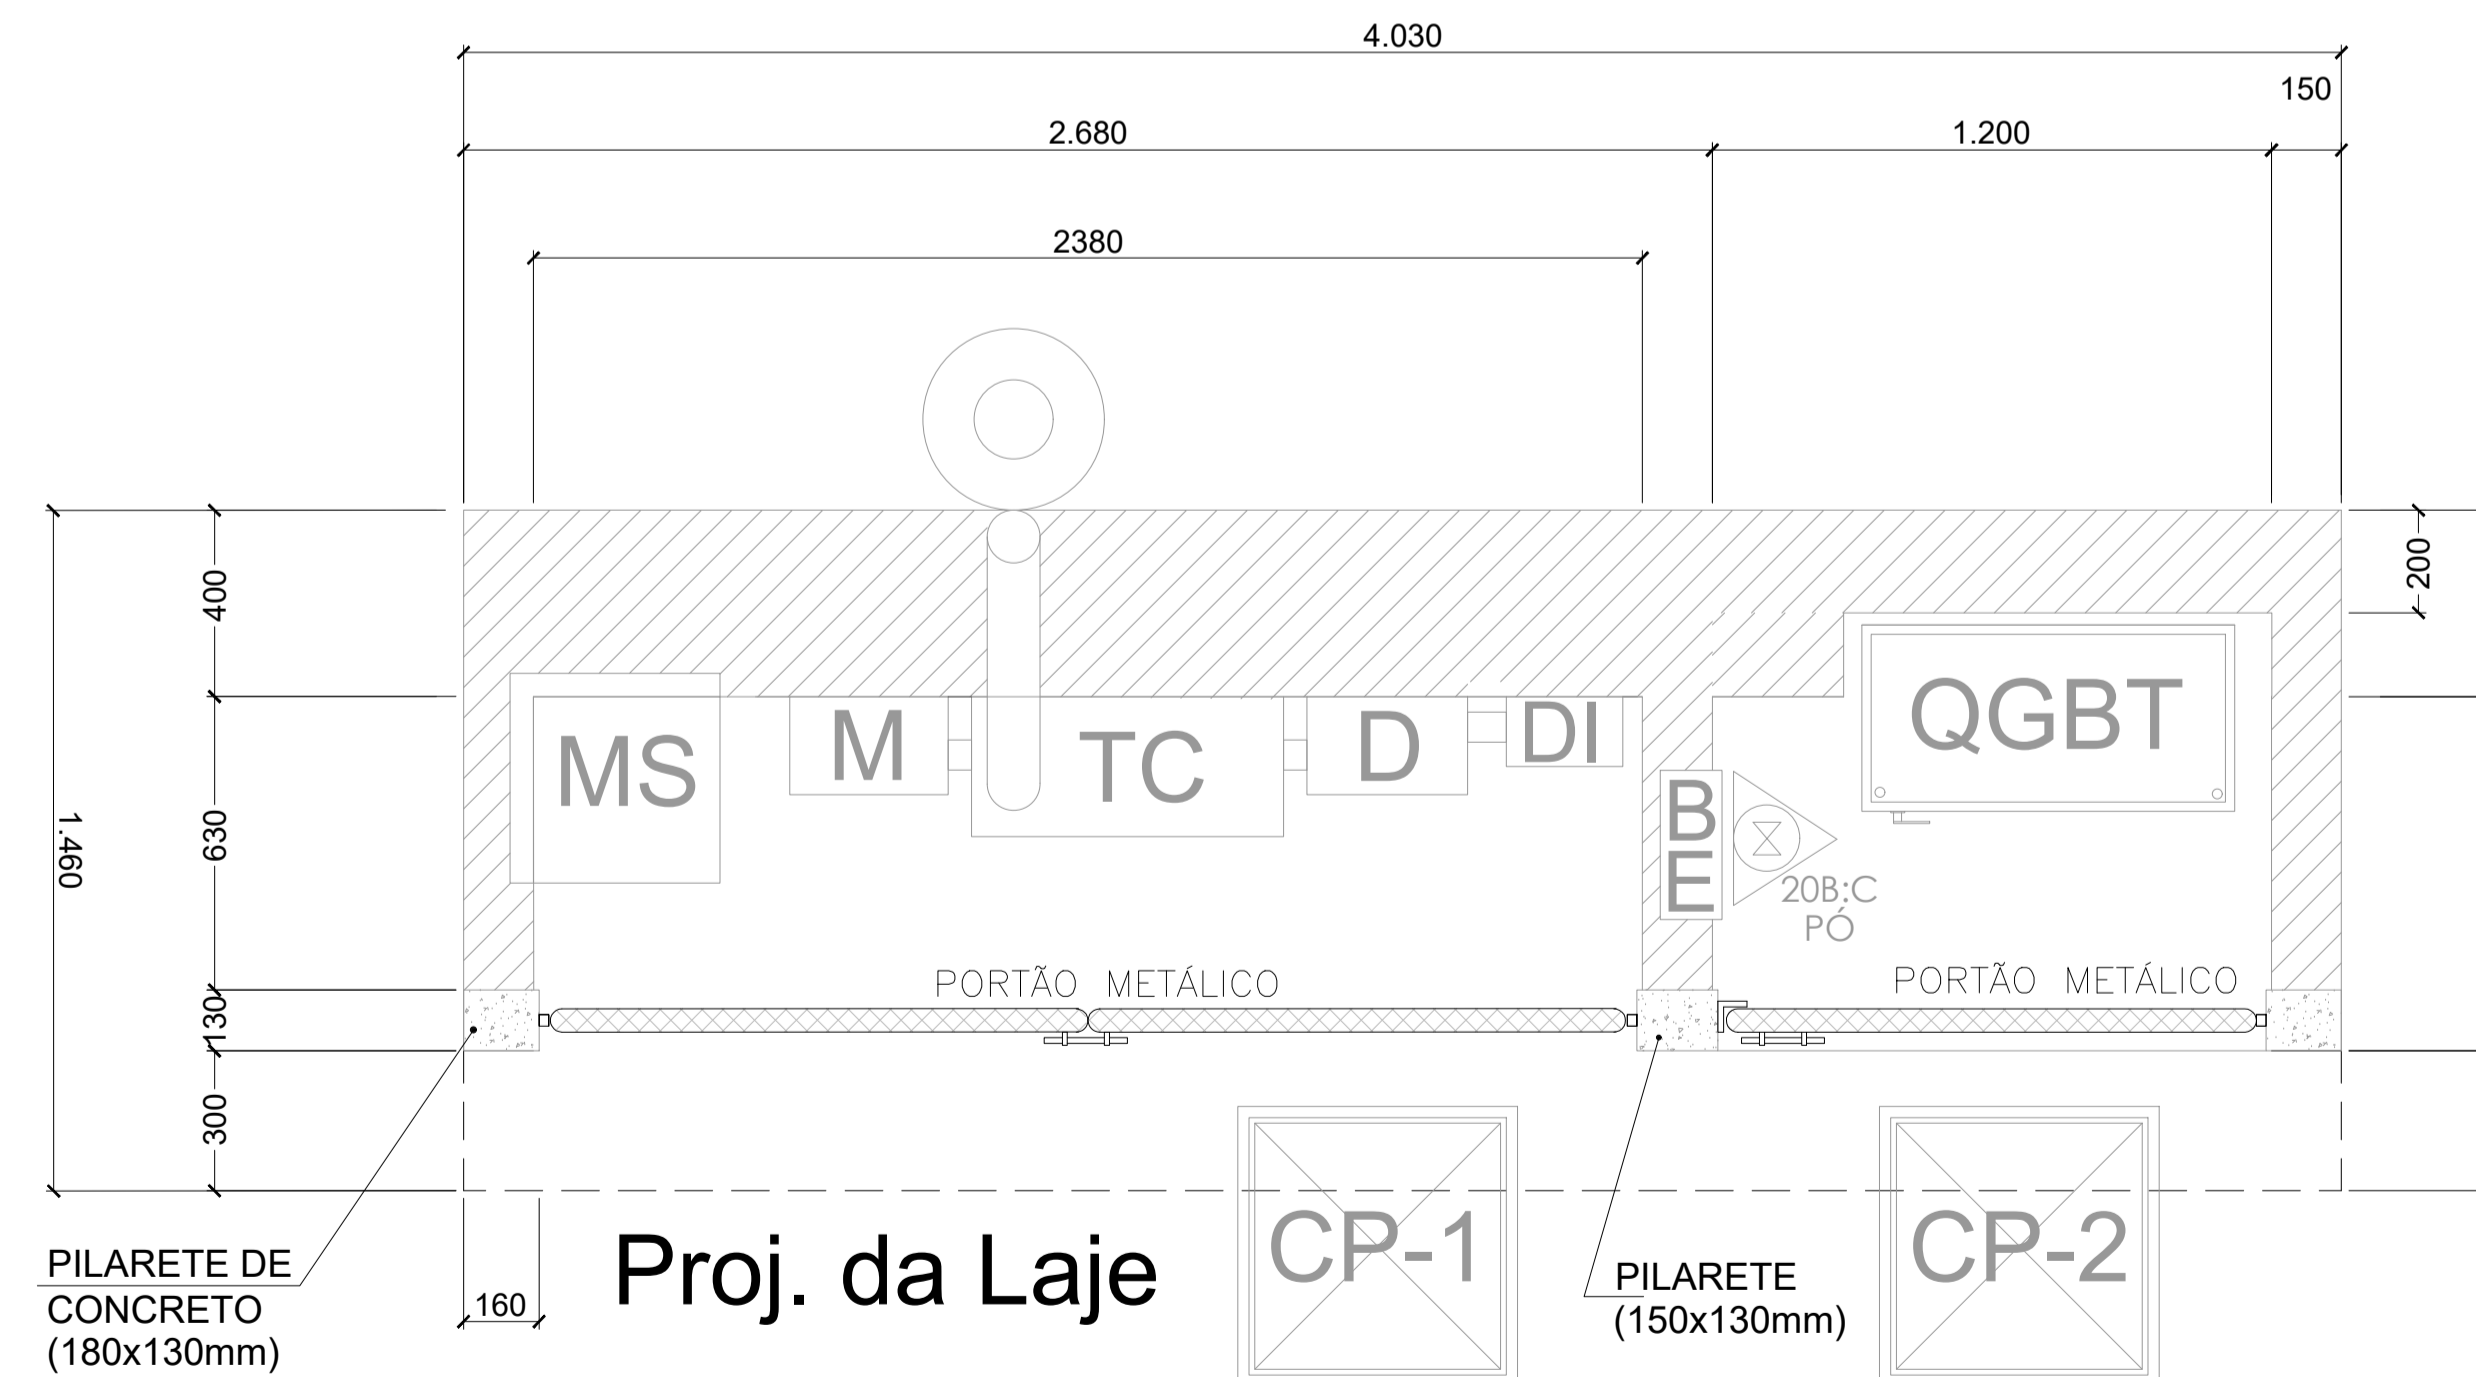 4.030
150
2.680
1.200
2380
400
200
QGBT
MS
M
TC
D
DI
B
E
630
1.460
20B:C
PÓ
PORTÃO METÁLICO
PORTÃO METÁLICO
130
300
CP-1
CP-2
Proj. da Laje
PILARETE DE
CONCRETO
(180x130mm)
160
PILARETE
(150x130mm)